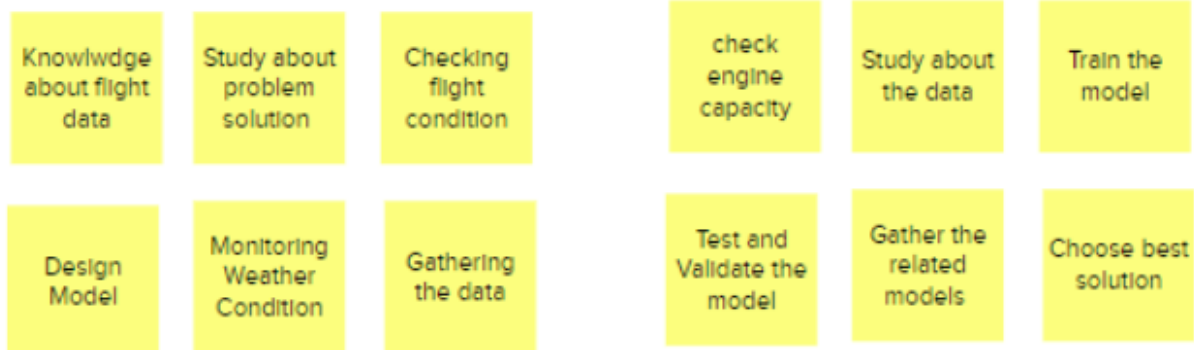 Knowlwdge
about flight
data
Study about
problem
solution
Checking
flight
condition
Design
Model
Monitoring
Weather
Condition
Gathering
the data
check
engine
capacity
Study about
the data
Train the
model
Test and
Validate the
model
Gather the
related
models
Choose best
solution